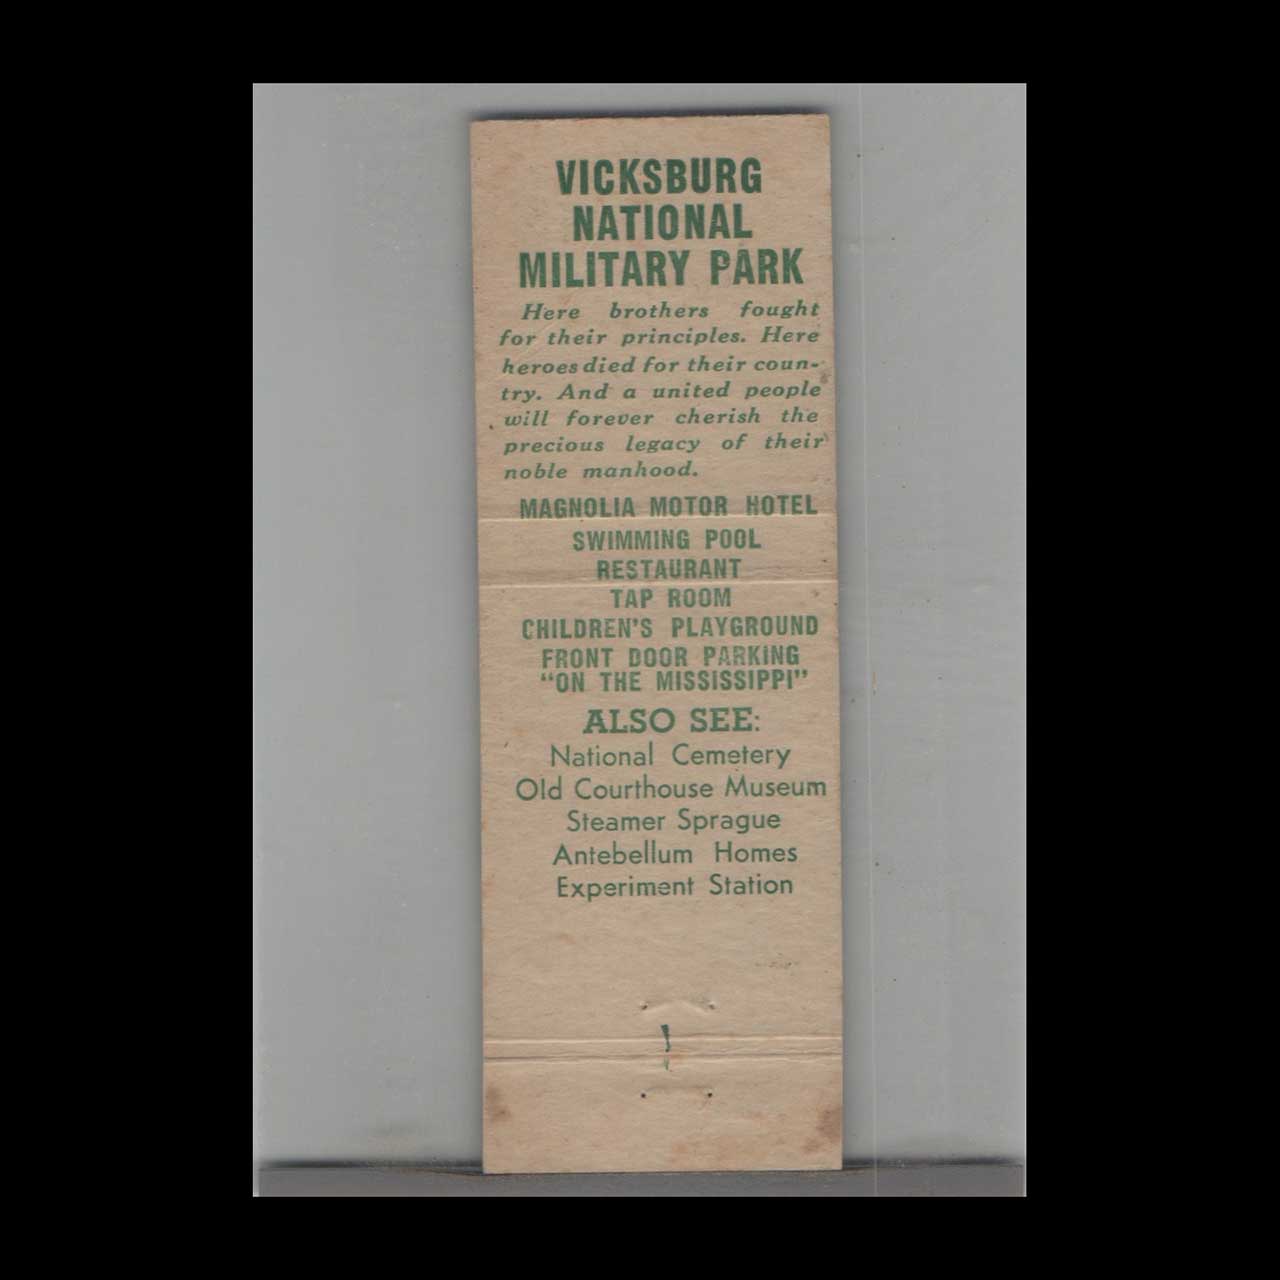 VICKSBURG
NATIONAL
MILITARY PARK
Here brothers fought
for their principles. Here
heroes died for their coun-
try. And a united people
will forever cherish the
precious legacy of their
noble manhood.
MAGNOLIA MOTOR HOTEL
SWIMMING POOL
RESTAURANT
TAP ROOM
CHILDREN'S PLAYGROUND
FRONT DOOR PARKING
"ON THE MISSISSIPPI"
ALSO SEE:
National Cemetery
Old Courthouse Museum
Steamer Sprague
Antebellum Homes
Experiment Station